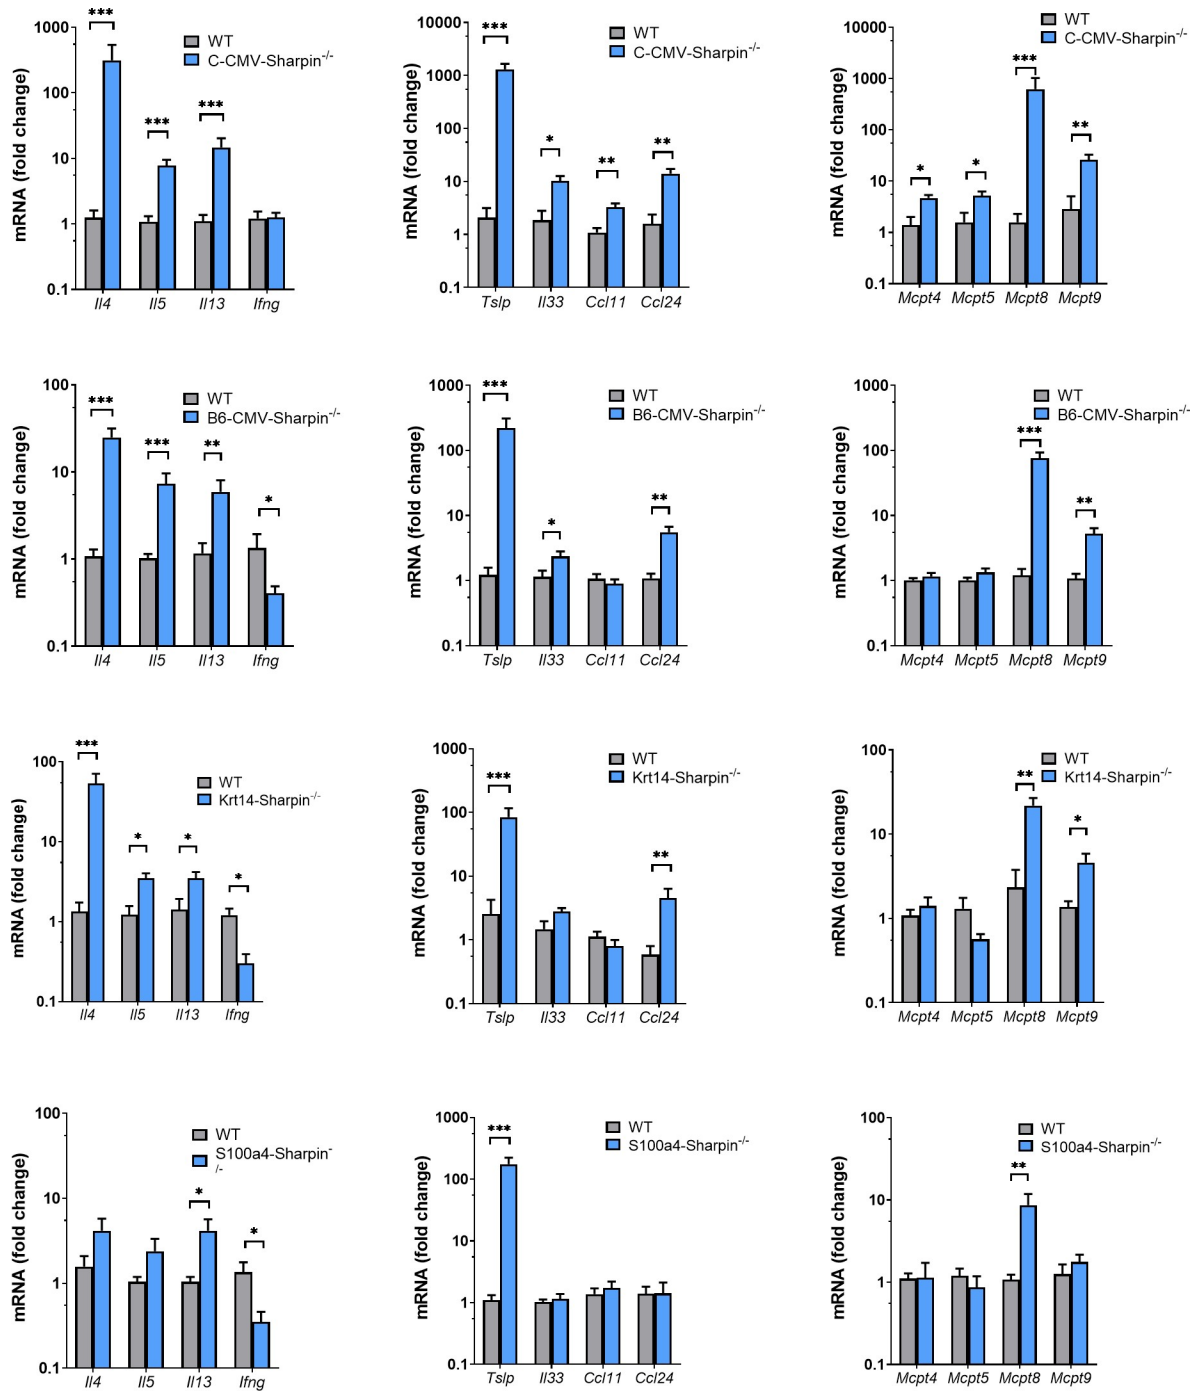 ***
WT
C-CMV-Sharpin-/-
***
***
1000
100
10
1
0.1
mRNA (fold change)
Il4 Il5 Il13 Ifng
***
WT
C-CMV-Sharpin-/-
*
**
**
10000
1000
100
10
1
0.1
mRNA (fold change)
Tslp Il33 Ccl11 Ccl24
WT
C-CMV-Sharpin-/-
***
**
*
*
10000
1000
100
10
1
0.1
mRNA (fold change)
Mcpt4 Mcpt5 Mcpt8 Mcpt9
WT
B6-CMV-Sharpin-/-
***
***
**
*
100
10
1
0.1
mRNA (fold change)
Il4 Il5 Il13 Ifng
***
WT
B6-CMV-Sharpin-/-
*
**
1000
100
10
1
0.1
mRNA (fold change)
Tslp Il33 Ccl11 Ccl24
WT
B6-CMV-Sharpin-/-
***
**
1000
100
10
1
0.1
mRNA (fold change)
Mcpt4 Mcpt5 Mcpt8 Mcpt9
***
WT
Krt14-Sharpin-/-
*
*
*
100
10
1
0.1
mRNA (fold change)
Il4 Il5 Il13 Ifng
WT
Krt14-Sharpin-/-
***
**
1000
100
10
1
0.1
mRNA (fold change)
Tslp Il33 Ccl11 Ccl24
WT
Krt14-Sharpin-/-
**
*
100
10
1
0.1
mRNA (fold change)
Mcpt4 Mcpt5 Mcpt8 Mcpt9
WT
S100a4-Sharpin-
/-
*
*
100
10
1
0.1
mRNA (fold change)
Il4 Il5 Il13 Ifng
WT
S100a4-Sharpin-/-
***
1000
100
10
1
0.1
mRNA (fold change)
Tslp Il33 Ccl11 Ccl24
WT
S100a4-Sharpin-/-
**
100
10
1
0.1
mRNA (fold change)
Mcpt4 Mcpt5 Mcpt8 Mcpt9